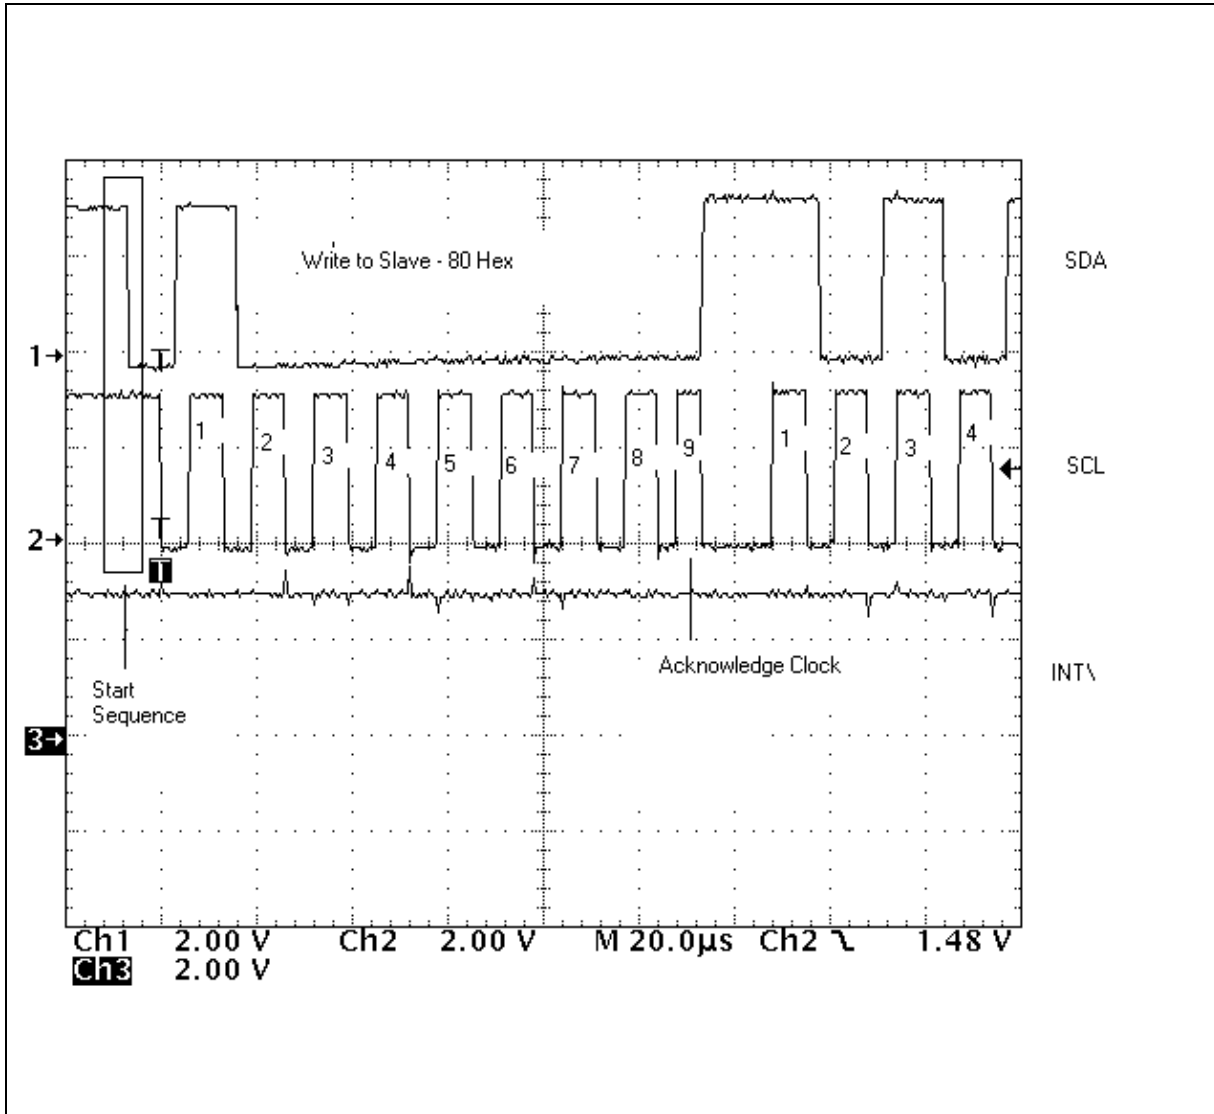 Write to Slave - 80 Hex
SDA
1
T
1 2 3 4 5 6 7 8 9 1 2 3 4
SCL
T
2
T
Acknowledge Clock
INT\
Start
Sequence
3
Ch1 2.00 V Ch2 2.00 V M 20.0µs Ch2 1.48 V
Ch3 2.00 V